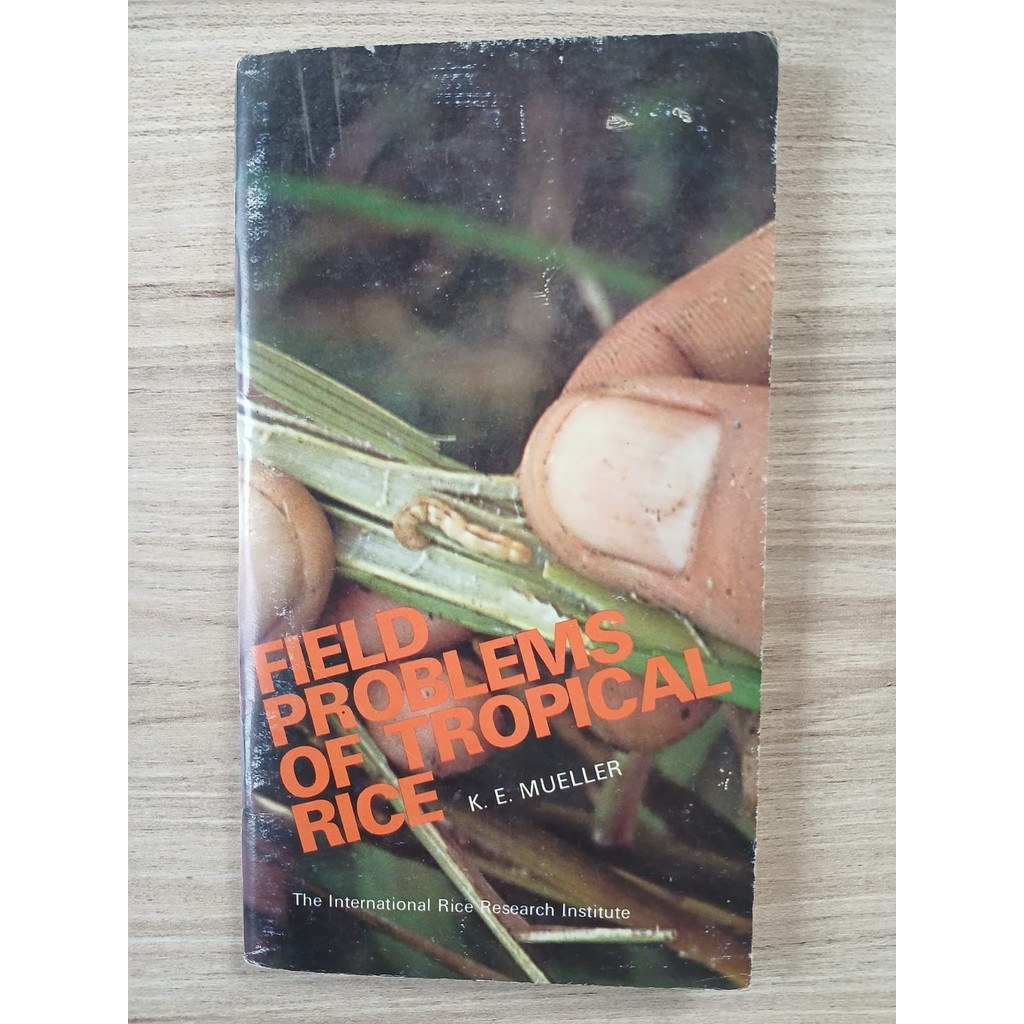 FIELD
PROBLEMS
OF TROPICAL
RICE
K. E. MUELLER
The International Rice Research Institute